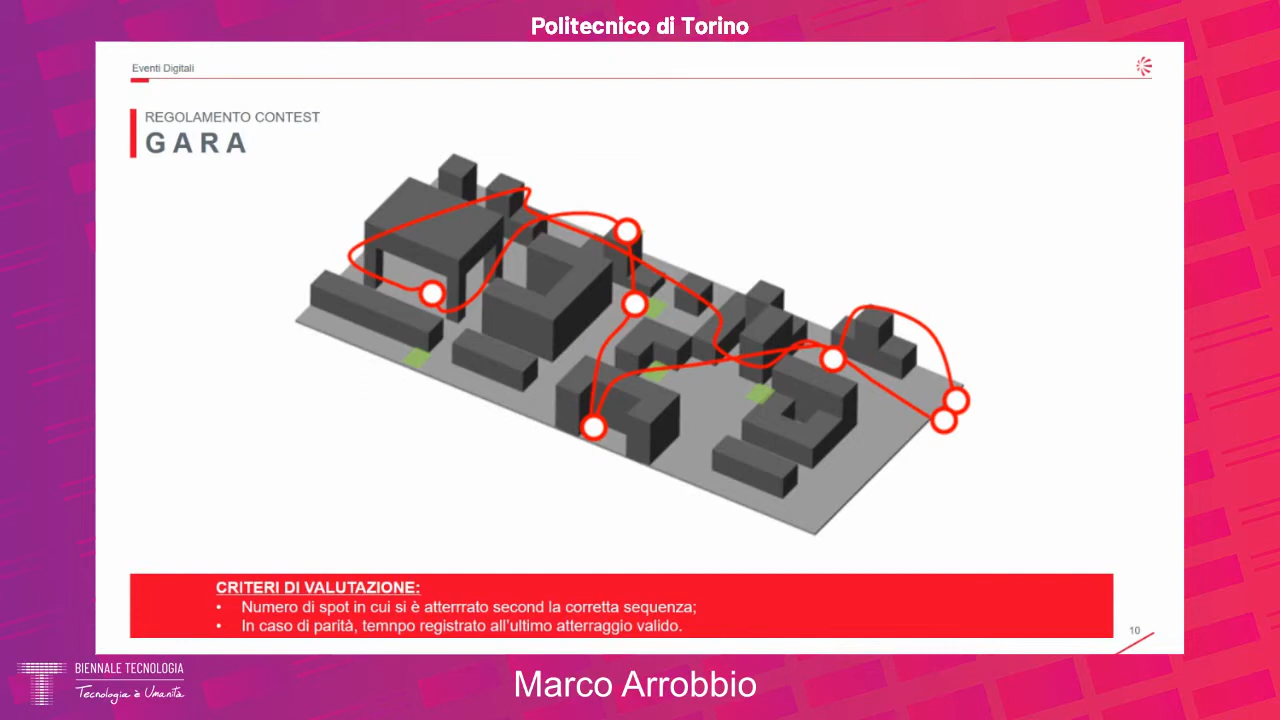 Politecnico di Torino
Eventi Digitali
REGOLAMENTO CONTEST
GARA
CRITERI DI VALUTAZIONE:
• Numero di spot in cui si è atterrrato second la corretta sequenza;
• In caso di parità, temnpo registrato all'ultimo atterraggio valido.
10
BIENNALE TECNOLOGIA
Tecnologia è Umanità
Marco Arrobbio